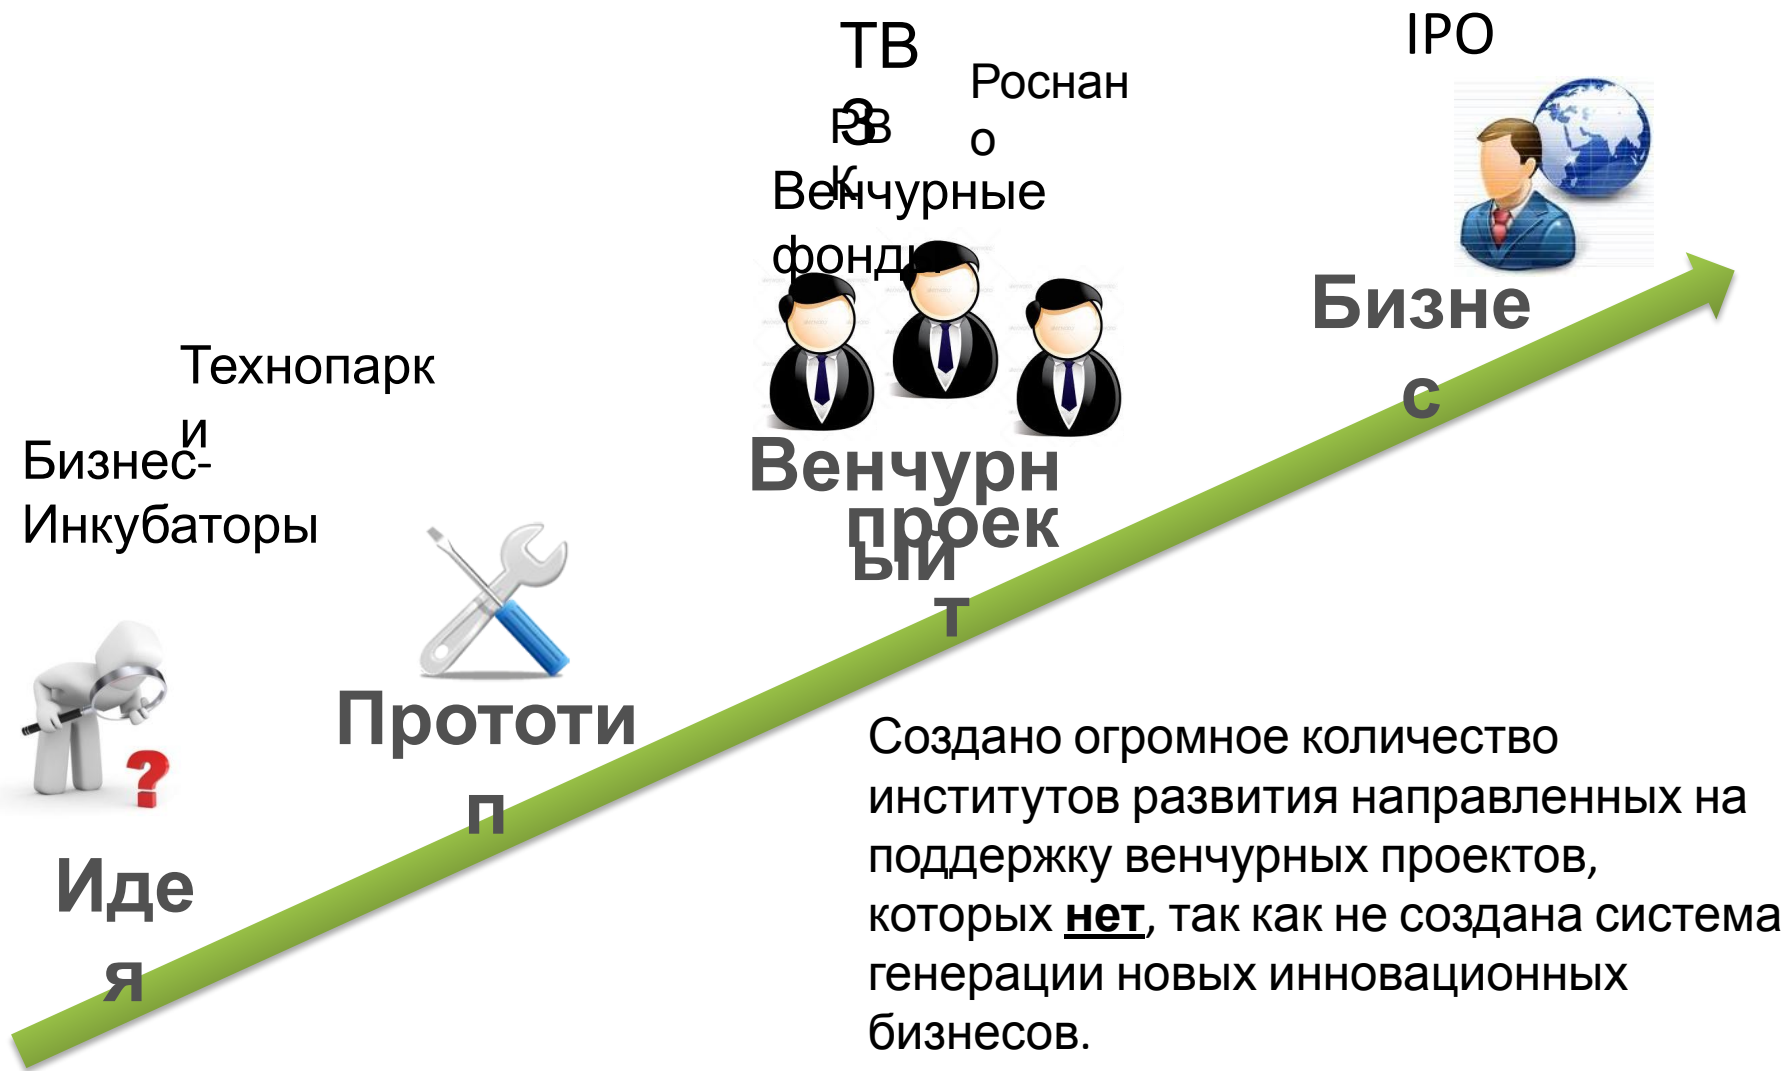 ТВ
З
РВ
К
Роснан
о
Венчурные
фонды
IPO
Технопарк
и
Бизнес-
Инкубаторы
Бизне
с
Венчурн
ый
проек
т
Прототи
п
Иде
я
Создано огромное количество
институтов развития направленных на
поддержку венчурных проектов,
которых нет, так как не создана система
генерации новых инновационных
бизнесов.